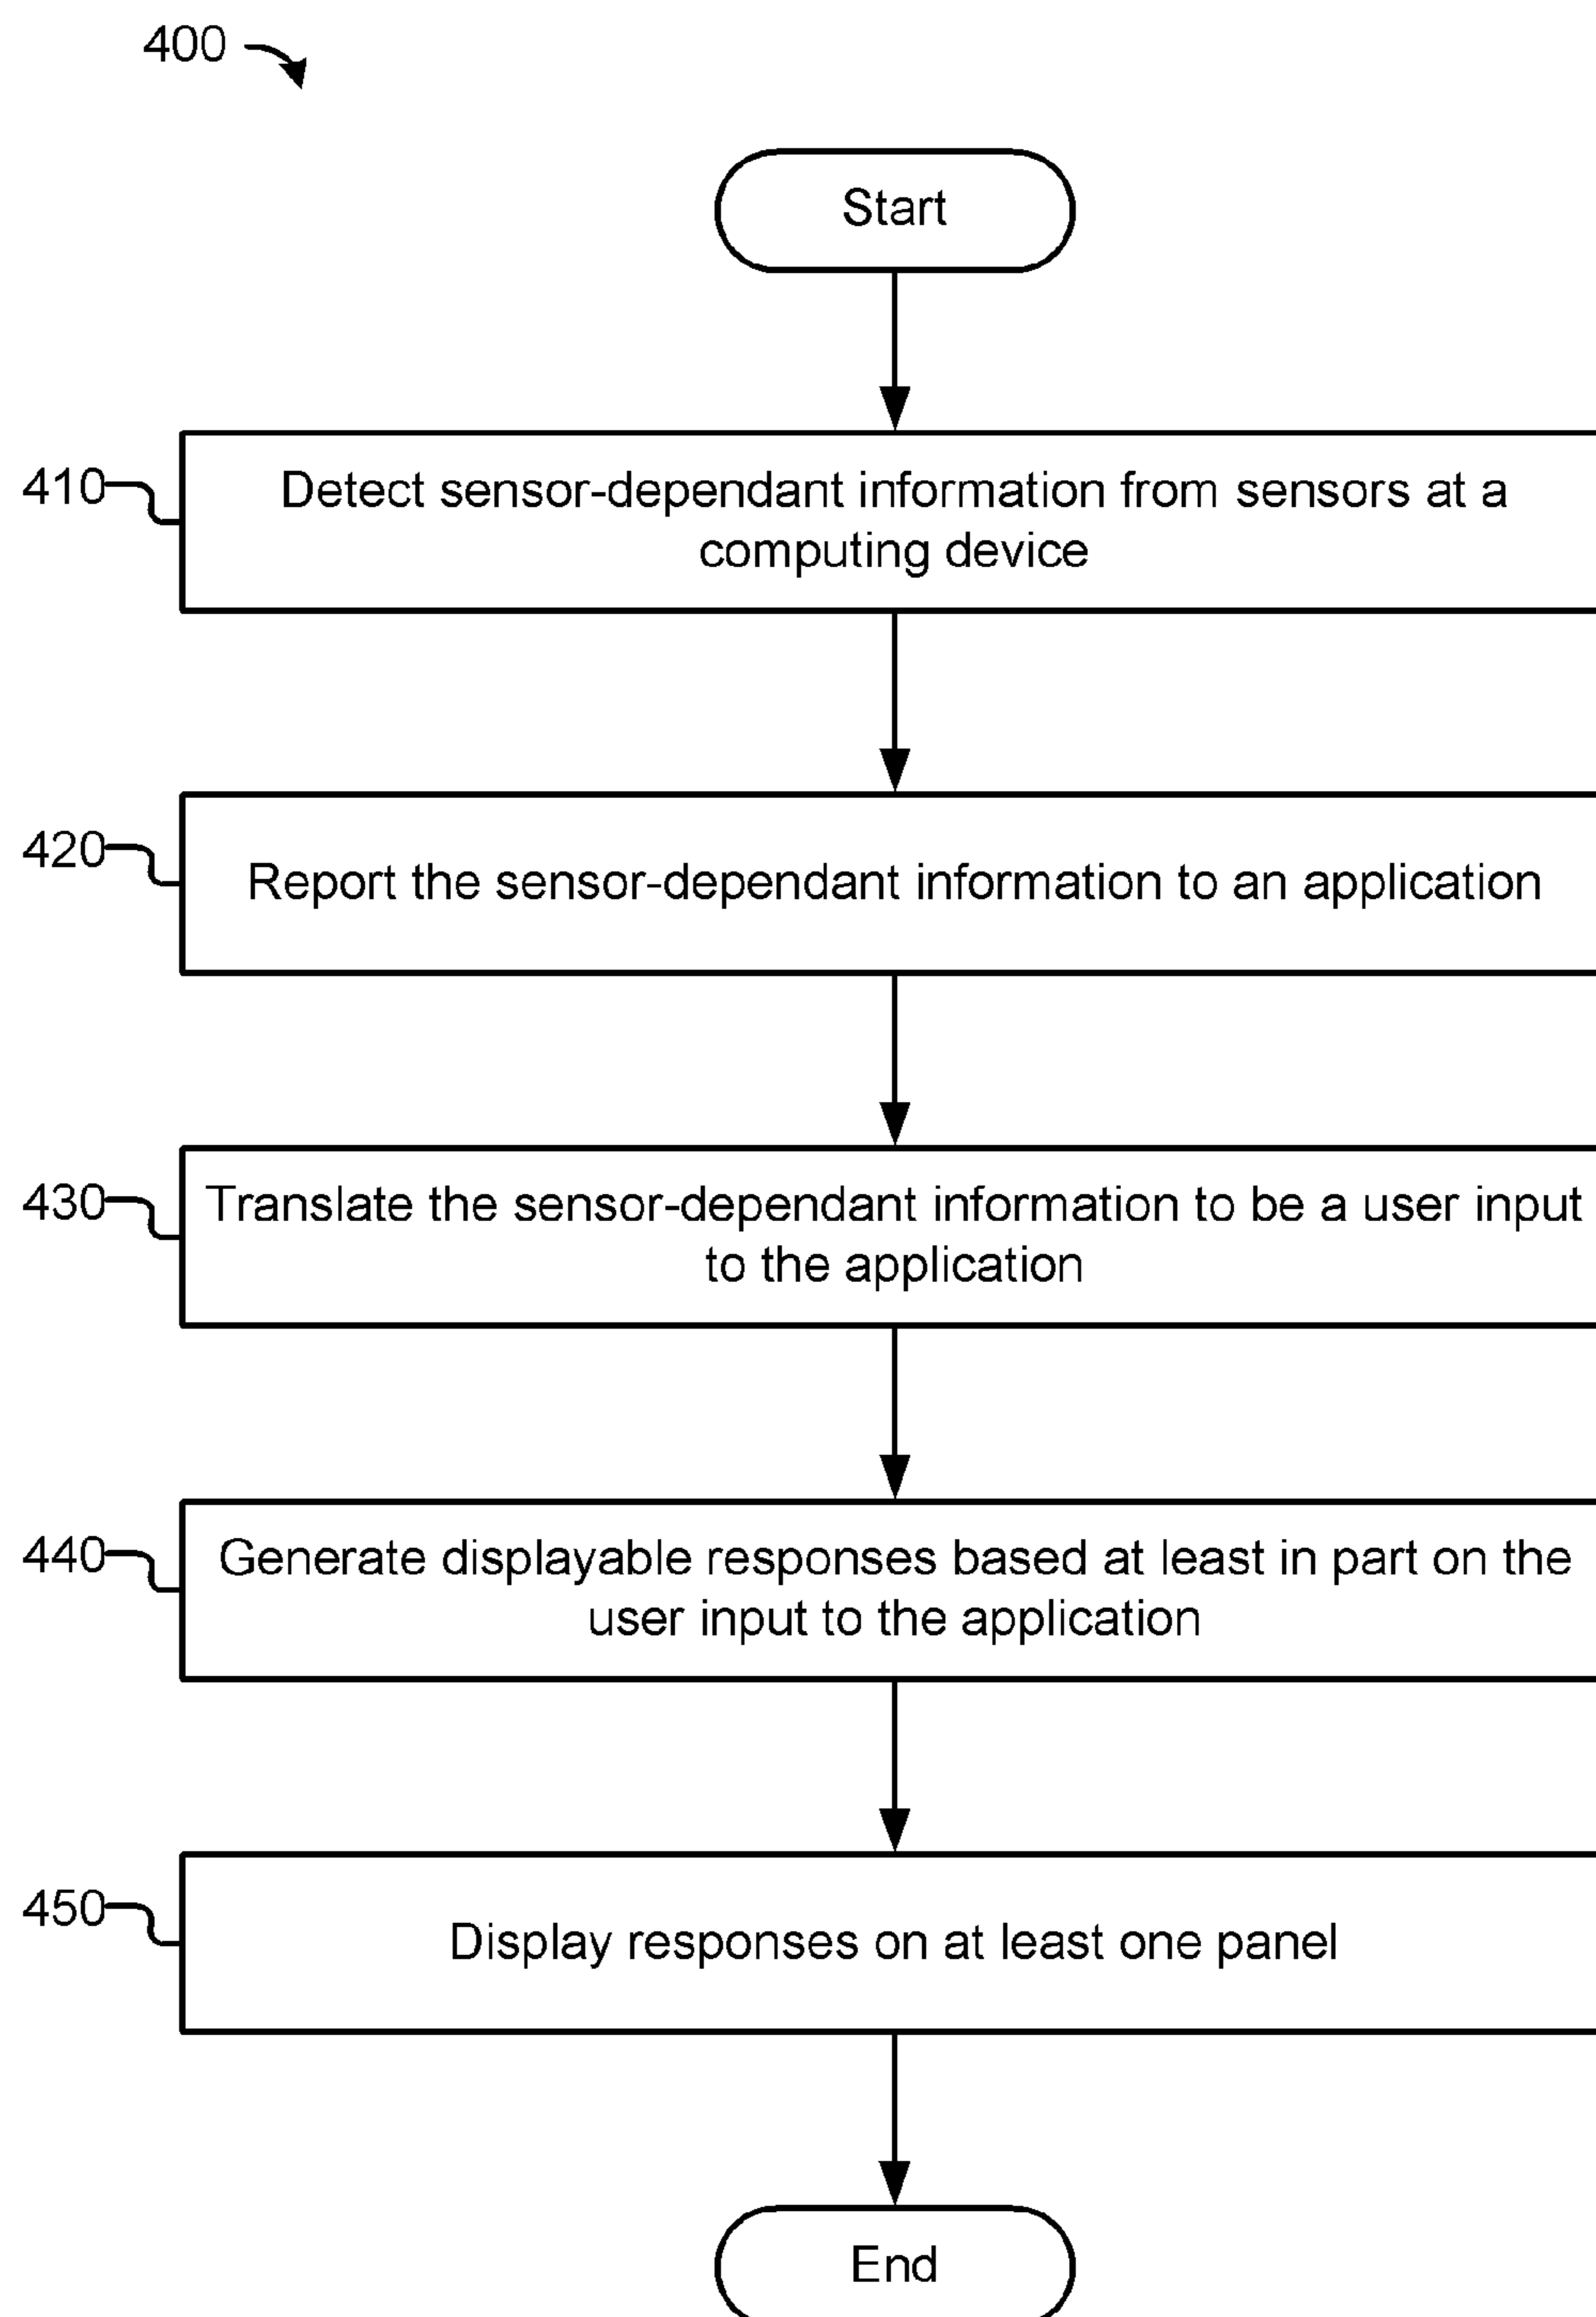 400
Start
410
Detect sensor-dependant information from sensors at a
computing device
420
Report the sensor-dependant information to an application
430
Translate the sensor-dependant information to be a user input
to the application
440
Generate displayable responses based at least in part on the
user input to the application
450
Display responses on at least one panel
End